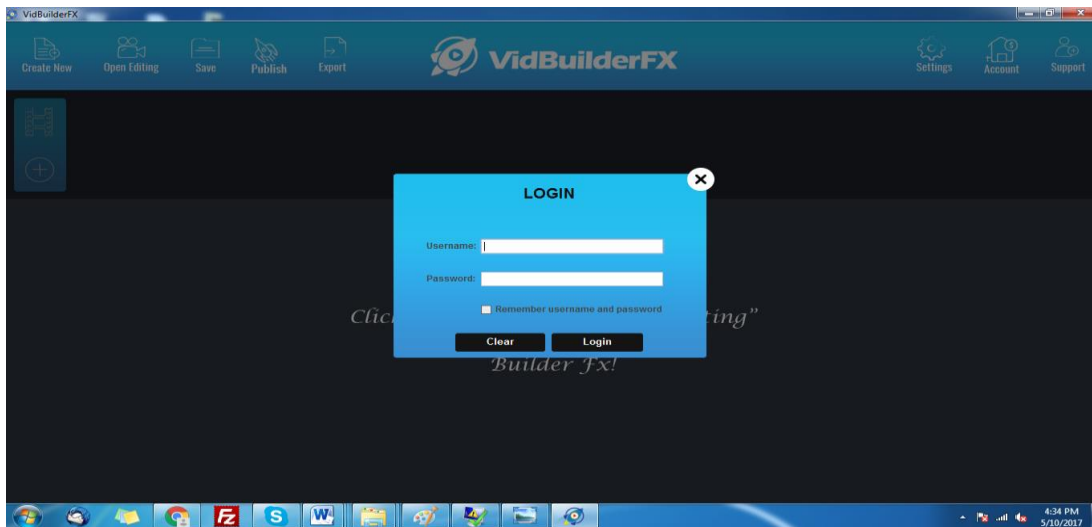 VidBuilderFX
Create New Open Editing Save Publish Export VidBuilderFX Settings Account Support
LOGIN
Username:
Password:
Remember username and password
Clic ting”
Clear Login
Builder Fx!
4:34 PM
5/10/2017